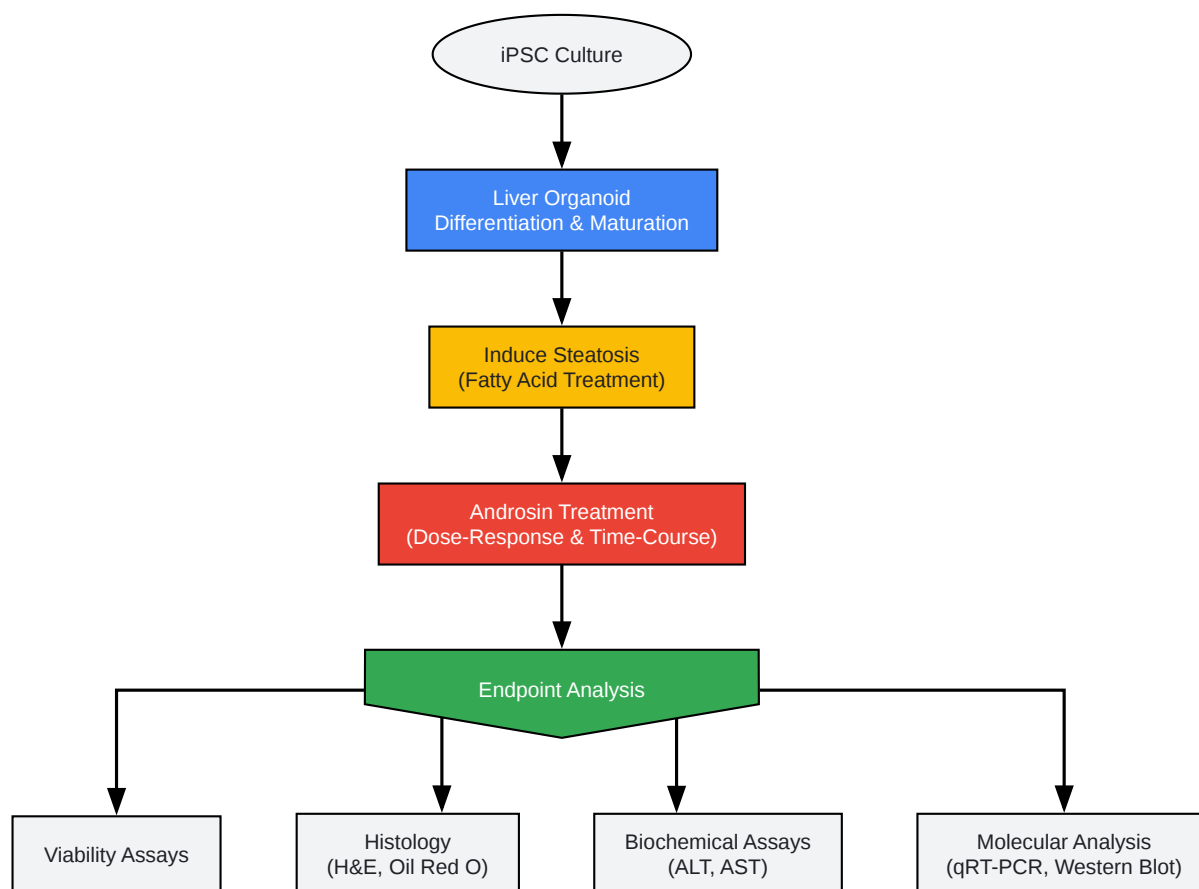 iPSC Culture
Liver Organoid
Differentiation & Maturation
Induce Steatosis
(Fatty Acid Treatment)
Androsin Treatment
(Dose-Response & Time-Course)
Endpoint Analysis
Viability Assays
Histology
(H&E, Oil Red O)
Biochemical Assays
(ALT, AST)
Molecular Analysis
(qRT-PCR, Western Blot)